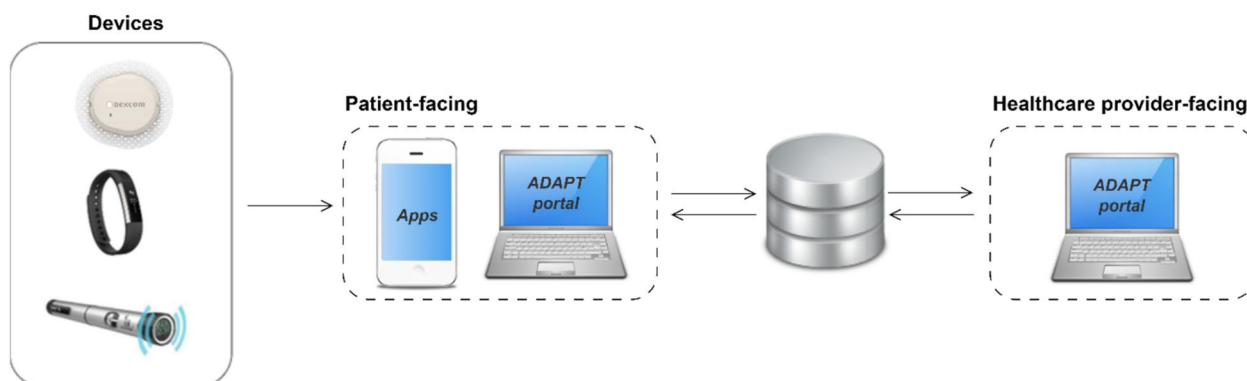 Devices
DEXCOM
Patient-facing
Apps
ADAPT
portal
Healthcare provider-facing
ADAPT
portal